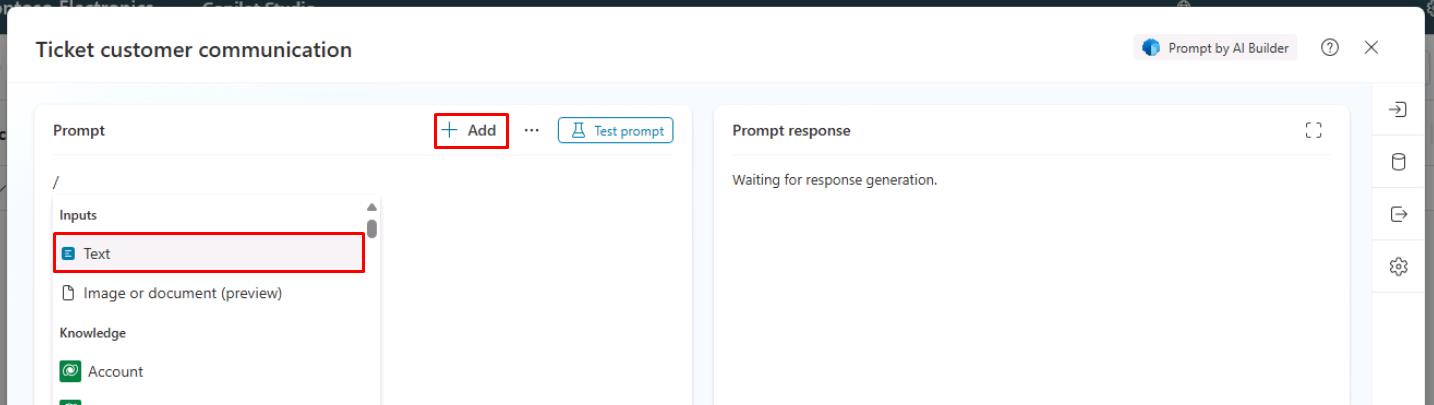 Ticket customer communication
Prompt by AI Builder
Prompt
+ Add
...
Test prompt
/
Inputs
Text
Image or document (preview)
Knowledge
Account
Prompt response
Waiting for response generation.